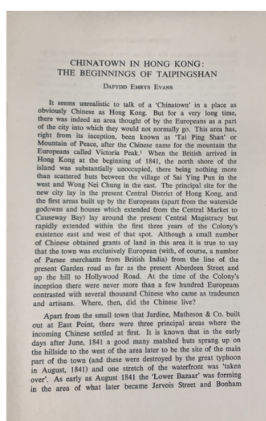 CHINATOWN IN HONG KONG:
THE BEGINNINGS OF TAIPINGSHAN
DAFYDD EMRYS EVANS
It seems unrealistic to talk of a 'Chinatown' in a place as
obviously Chinese as Hong Kong. But for a very long time,
there was indeed an area thought of by the Europeans as a part
of the city into which they would not normally go. This area has,
right from its inception, been known as 'Tai Ping Shan' or
Mountain of Peace, after the Chinese name for the mountain the
Europeans called Victoria Peak.¹ When the British arrived in
Hong Kong at the beginning of 1841, the north shore of the
island was substantially unoccupied, there being nothing more
than scattered huts between the village of Sai Ying Pun in the
west and Wong Nei Chung in the east. The principal site for the
new city lay in the present Central District of Hong Kong, and
the first areas built up by the Europeans (apart from the waterside
godowns and houses which extended from the Central Market to
Causeway Bay) lay around the present Central Magistracy but
rapidly extended within the first three years of the Colony's
existence east and west of that spot. Although a small number
of Chinese obtained grants of land in this area it is true to say
that the town was exclusively European (with, of course, a number
of Parsee merchants from British India) from the line of the
present Garden road as far as the present Aberdeen Street and
up the hill to Hollywood Road. At the time of the Colony's
inception there were never more than a few hundred Europeans
contrasted with several thousand Chinese who came as tradesmen
and artisans. Where, then, did the Chinese live?
Apart from the small town that Jardine, Matheson & Co. built
out at East Point, there were three principal areas where the
incoming Chinese settled at first. It is known that in the early
days after June, 1841 a good many matshed huts sprang up on
the hillside to the west of the area later to be the site of the main
part of the town (and these were destroyed by the great typhoon
in August, 1841) and one stretch of the waterfront was 'taken
over'. As early as August 1841 the 'Lower Bazaar' was forming
in the area of what later became Jervois Street and Bonham